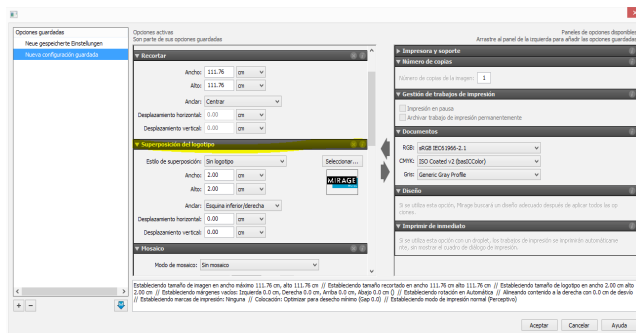 Opciones guardadas
Neue gespeicherte Einstellungen
Nueva configuración guardada
Opciones activas
Son parte de sus opciones guardadas
Recortar
Ancho: 111.76 cm
Alto: 111.76 cm
Anclar: Centrar
Desplazamiento horizontal: 0.00 cm
Desplazamiento vertical: 0.00 cm
Superposición del logotipo
Estilo de superposición: Sin logotipo Seleccionar...
Ancho: 2.00 cm
MIRAGE
Alto: 2.00 cm
Anclar: Esquina inferior/derecha
Desplazamiento horizontal: 0.00 cm
Desplazamiento vertical: 0.00 cm
Mosaico
Modo de mosaico: Sin mosaico
Paneles de opciones disponibles
Arrastre al panel de la izquierda para añadir las opciones guardadas
Impresora y soporte
Número de copias
Número de copias de la imagen: 1
Gestión de trabajos de impresión
Impresión en pausa
Archivar trabajo de impresión permanentemente
Documentos
RGB: sRGB IEC61966-2.1
CMYK: ISO Coated v2 (basICColor)
Gris: Generic Gray Profile
Diseño
Si se utiliza esta opción, Mirage buscara un diseño adecuado después de aplicar todos las op
ciones.
Imprimir de inmediato
Si se utiliza esta opción con un droplet, los trabajos de impresión se imprimirán automáticame
nte, sin mostrar el cuadro de diálogo de impresión.
Estableciendo tamaño de imagen en ancho máximo 111.76 cm, alto 111.76 cm // Estableciendo tamaño recortado en ancho 111.76 cm alto 111.76 cm // Estableciendo tamaño de logotipo en ancho 2.00 cm alto
2.00 cm // Estableciendo márgenes vacíos: Izquierda 0.0 cm, Derecha 0.0 cm, Arriba 0.0 cm, Abajo 0.0 cm () // Estableciendo rotación en Automática // Alineando contenido a la derecha con 0.0 cm de desvío
// Estableciendo marcas de impresión: Ninguna // Colocación: Optimizar para desecho mínimo (Gap 0.0) // Estableciendo modo de impresión normal (Perceptivo)
Aceptar Cancelar Ayuda